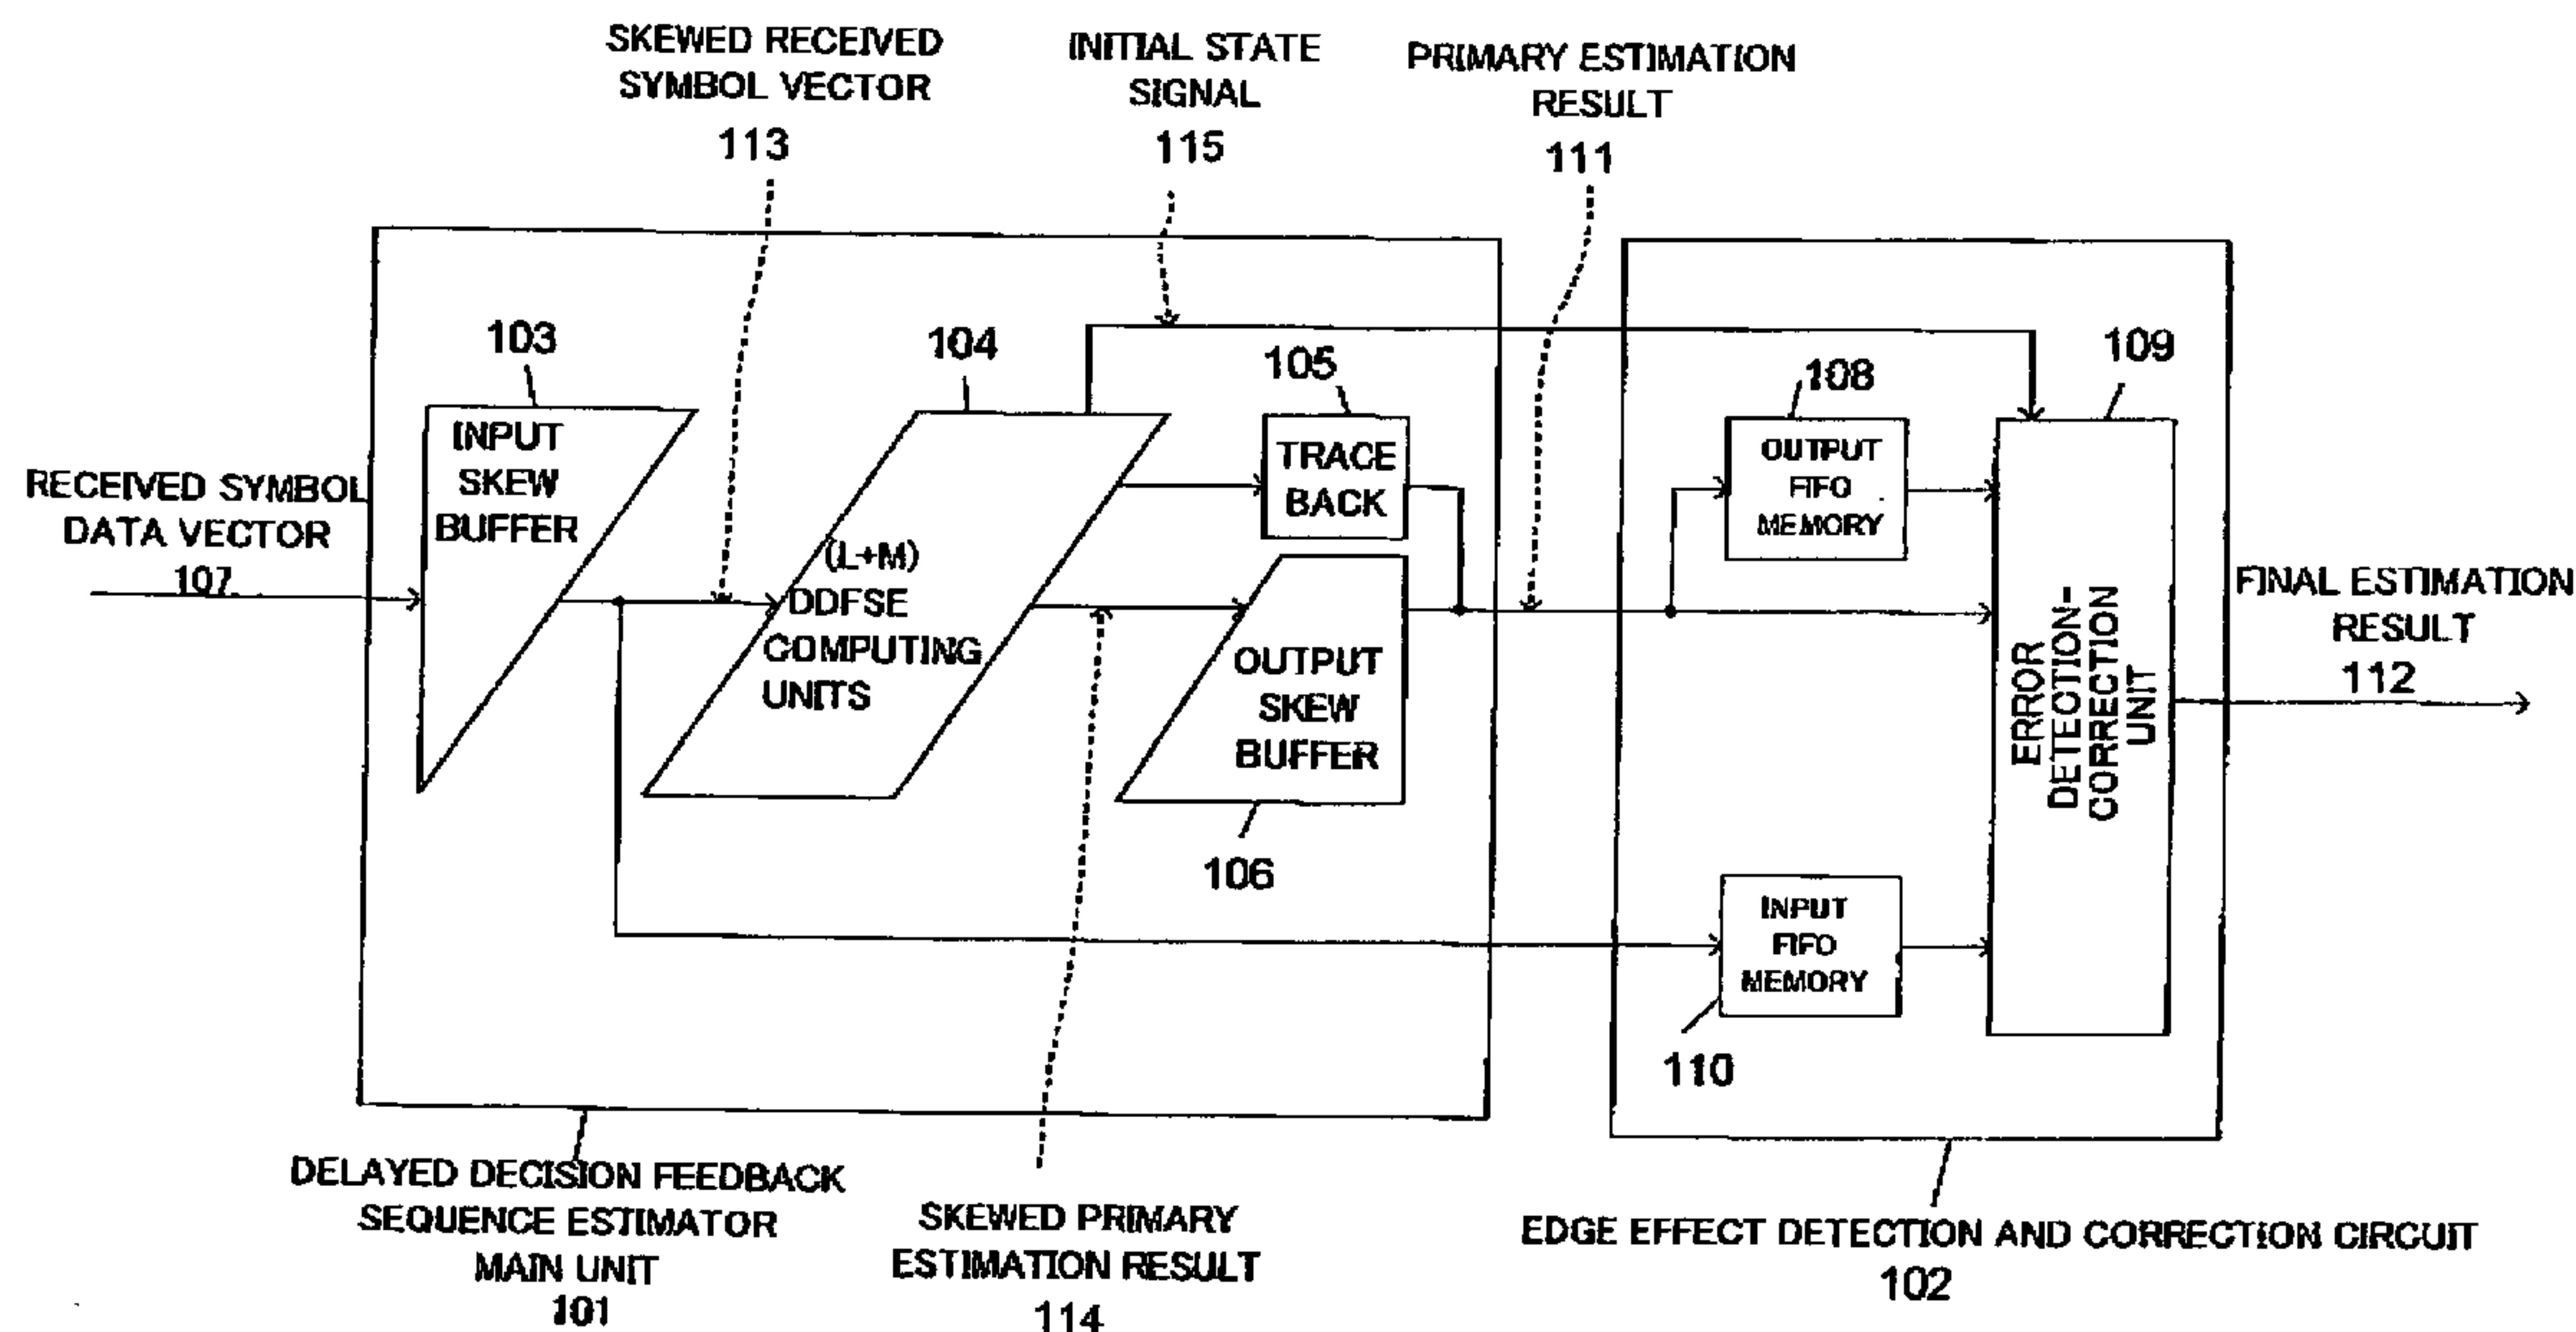 SKEWED RECEIVED
SYMBOL VECTOR
113
INITIAL STATE
SIGNAL
115
PRIMARY ESTIMATION
RESULT
111
103
104
105
108
109
INPUT
SKEW
BUFFER
TRACE
BACK
OUTPUT
FIFO
MEMORY
RECEIVED SYMBOL
DATA VECTOR
107
(L+M)
DDFSE
COMPUTING
UNITS
OUTPUT
SKEW
BUFFER
106
ERROR
DETECTION-
CORRECTION
UNIT
FINAL ESTIMATION
RESULT
112
INPUT
FIFO
MEMORY
110
DELAYED DECISION FEEDBACK
SEQUENCE ESTIMATOR
MAIN UNIT
101
SKEWED PRIMARY
ESTIMATION RESULT
114
EDGE EFFECT DETECTION AND CORRECTION CIRCUIT
102